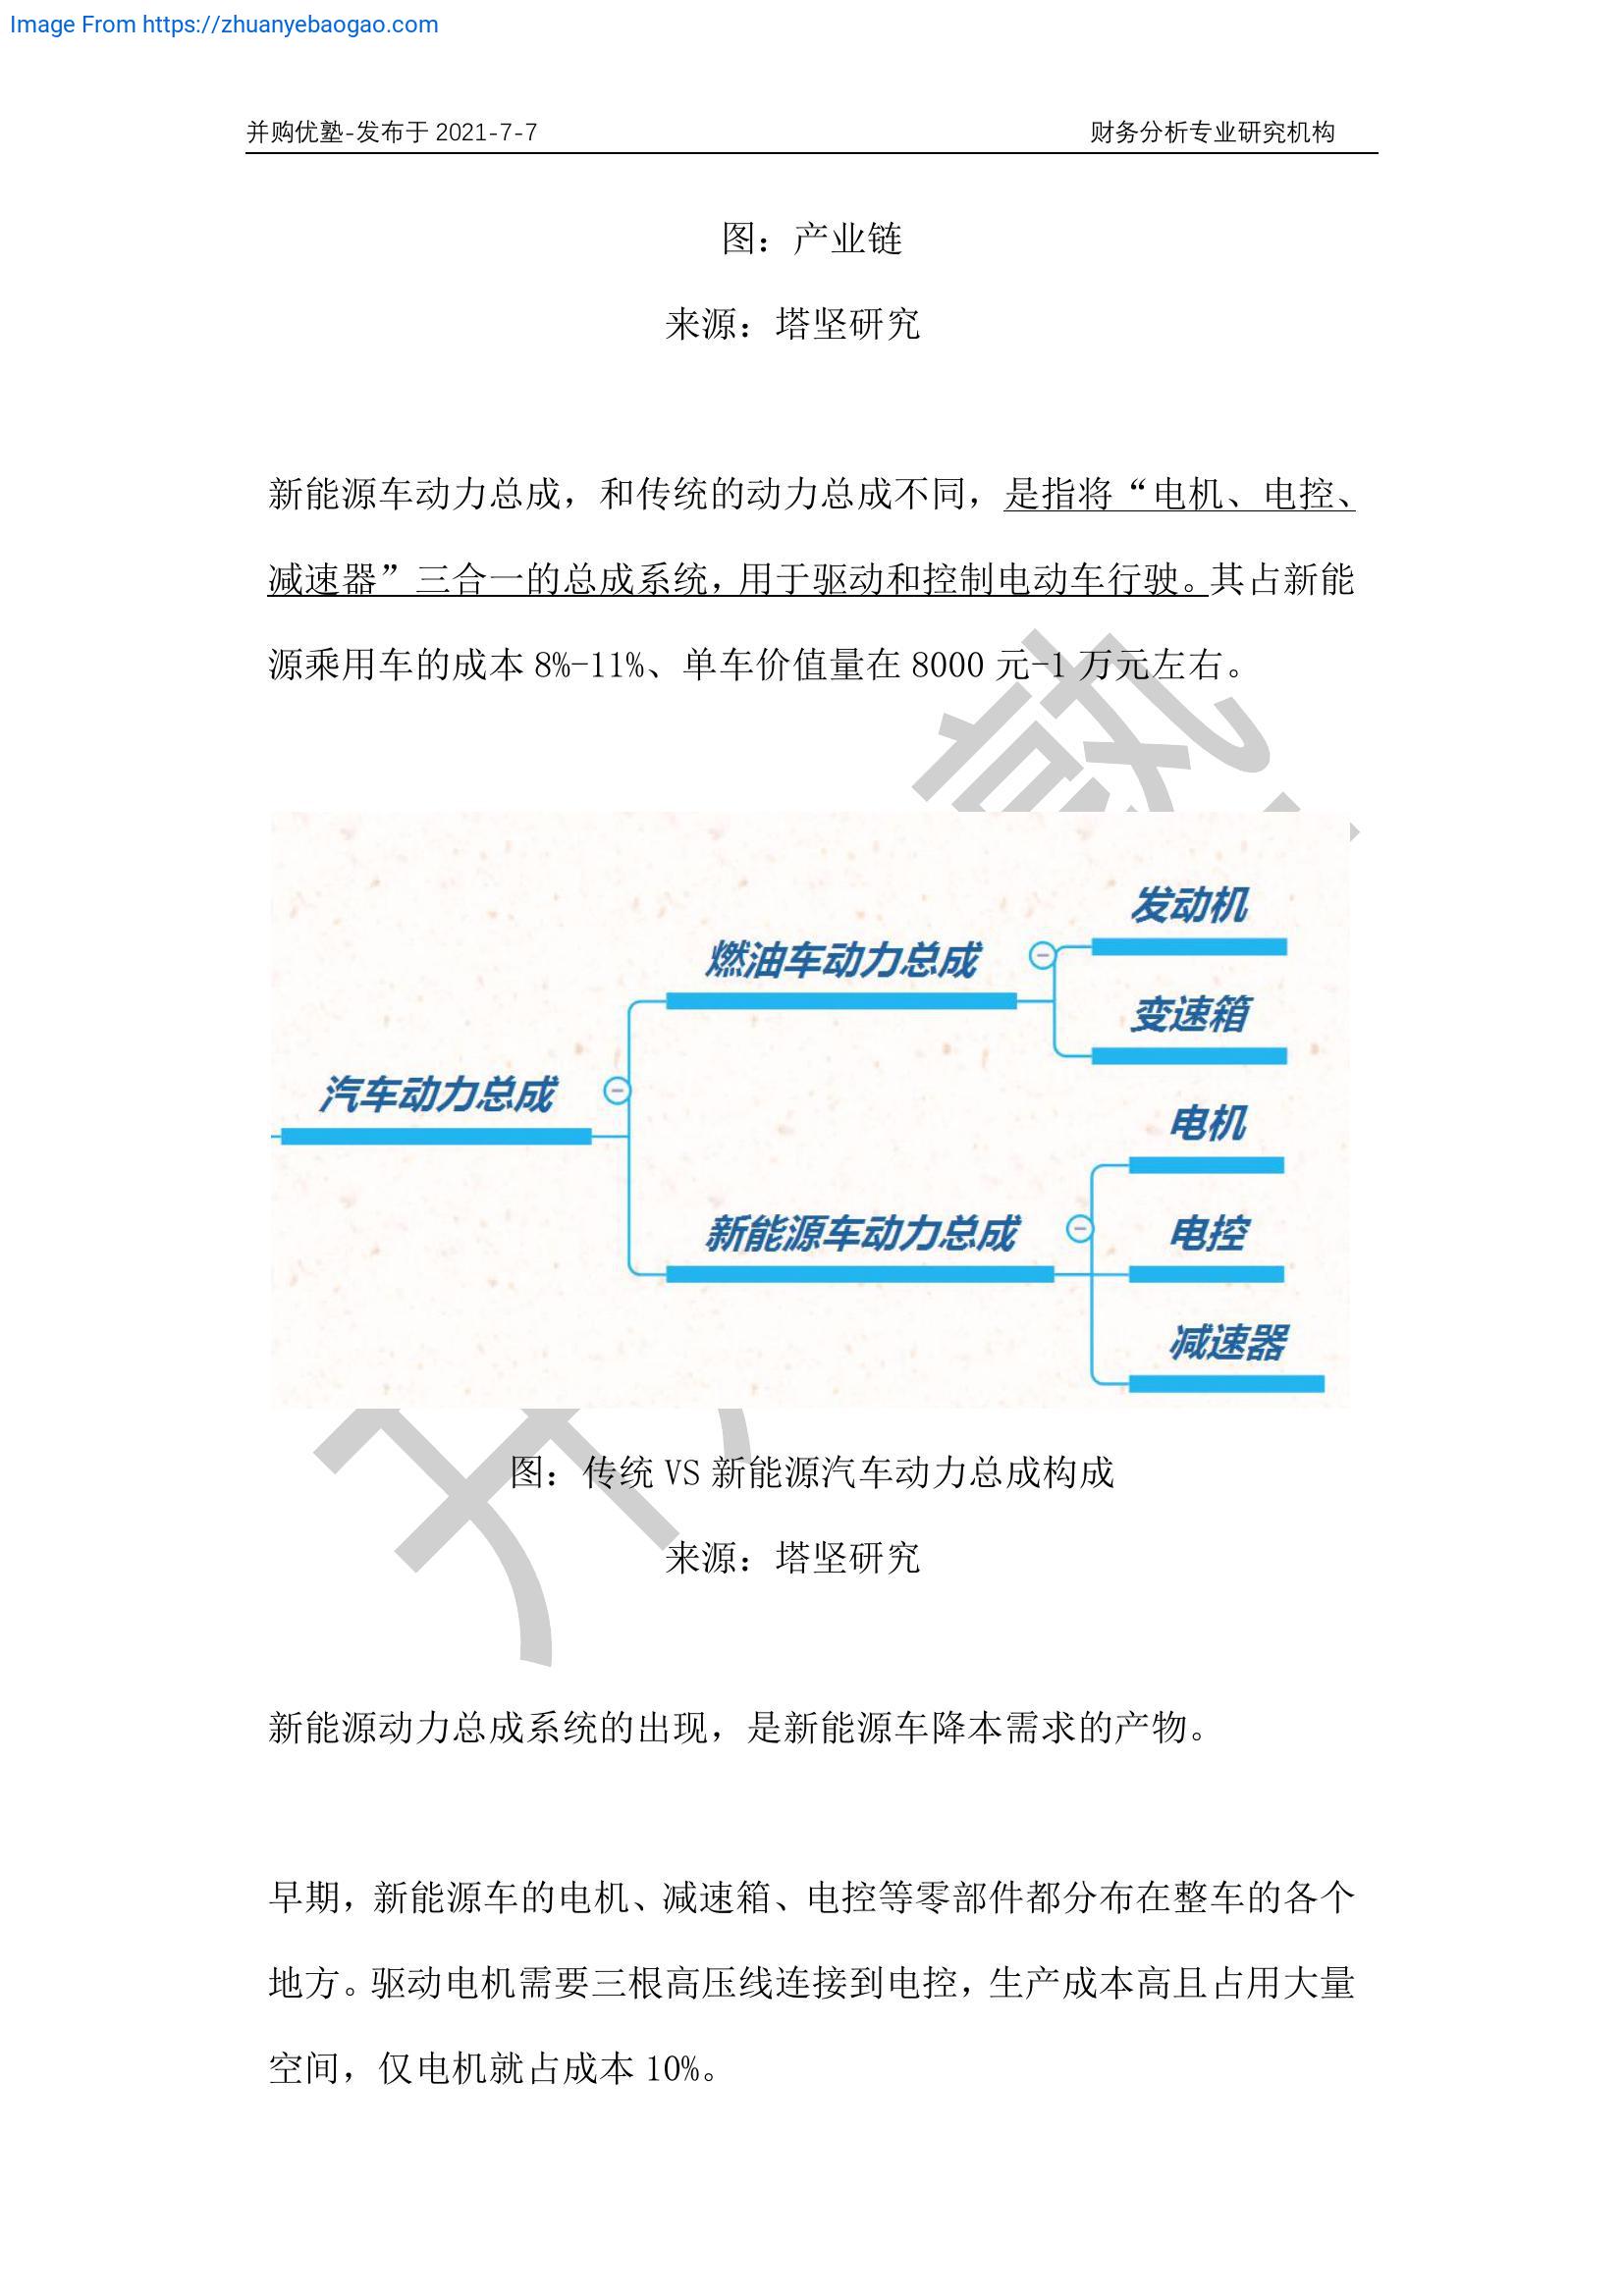 Image From https://zhuanyebaogao.com
并购优塾-发布于 2021-7-7 财务分析专业研究机构
图：产业链
来源：塔坚研究
新能源车动力总成，和传统的动力总成不同，是指将“电机、电控、
减速器”三合一的总成系统，用于驱动和控制电动车行驶。其占新能
源乘用车的成本 8%-11%、单车价值量在 8000 元-1 万元左右。
发动机
燃油车动力总成
变速箱
汽车动力总成
电机
新能源车动力总成
电控
减速器
图：传统 VS 新能源汽车动力总成构成
来源：塔坚研究
新能源动力总成系统的出现，是新能源车降本需求的产物。
早期，新能源车的电机、减速箱、电控等零部件都分布在整车的各个
地方。驱动电机需要三根高压线连接到电控，生产成本高且占用大量
空间，仅电机就占成本 10%。